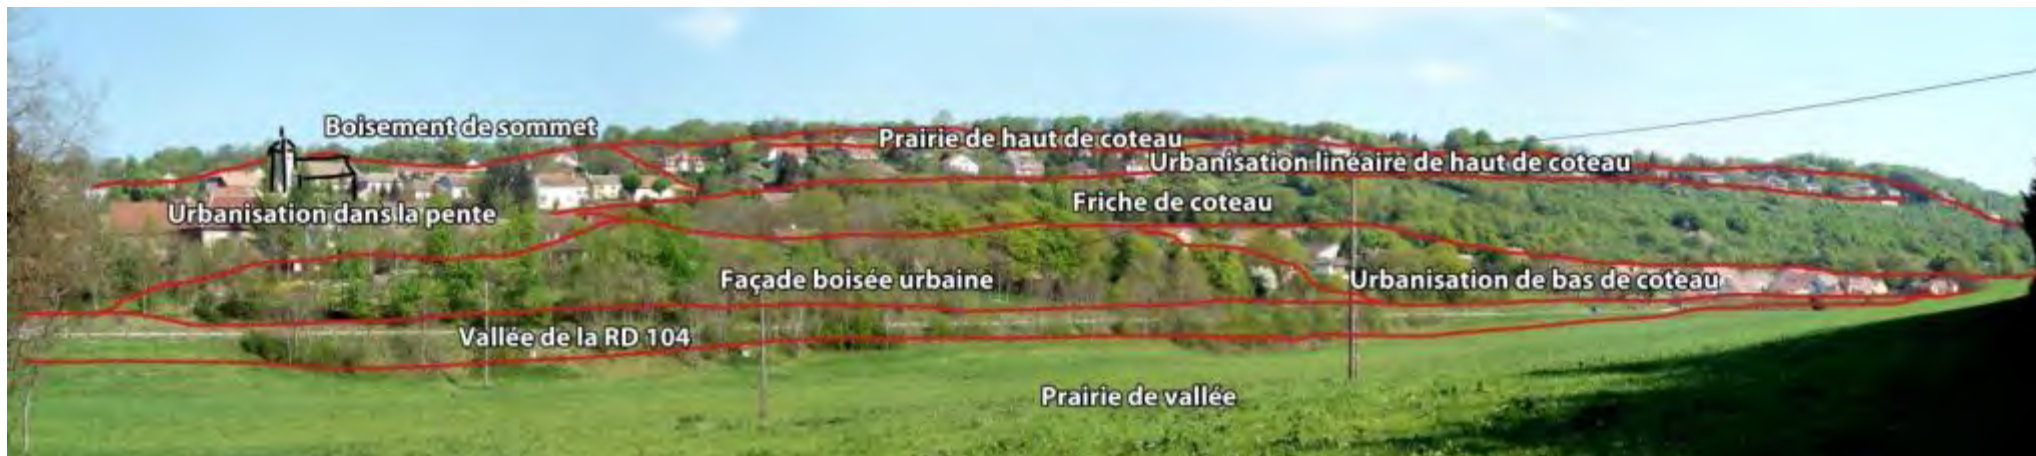 Boisement de sommet
Prairie de haut de coteau
Urbanisation linéaire de haut de coteau
Urbanisation dans la pente
Friche de coteau
Façade boisée urbaine
Urbanisation de bas de coteau
Vallée de la RD 104
Prairie de vallée